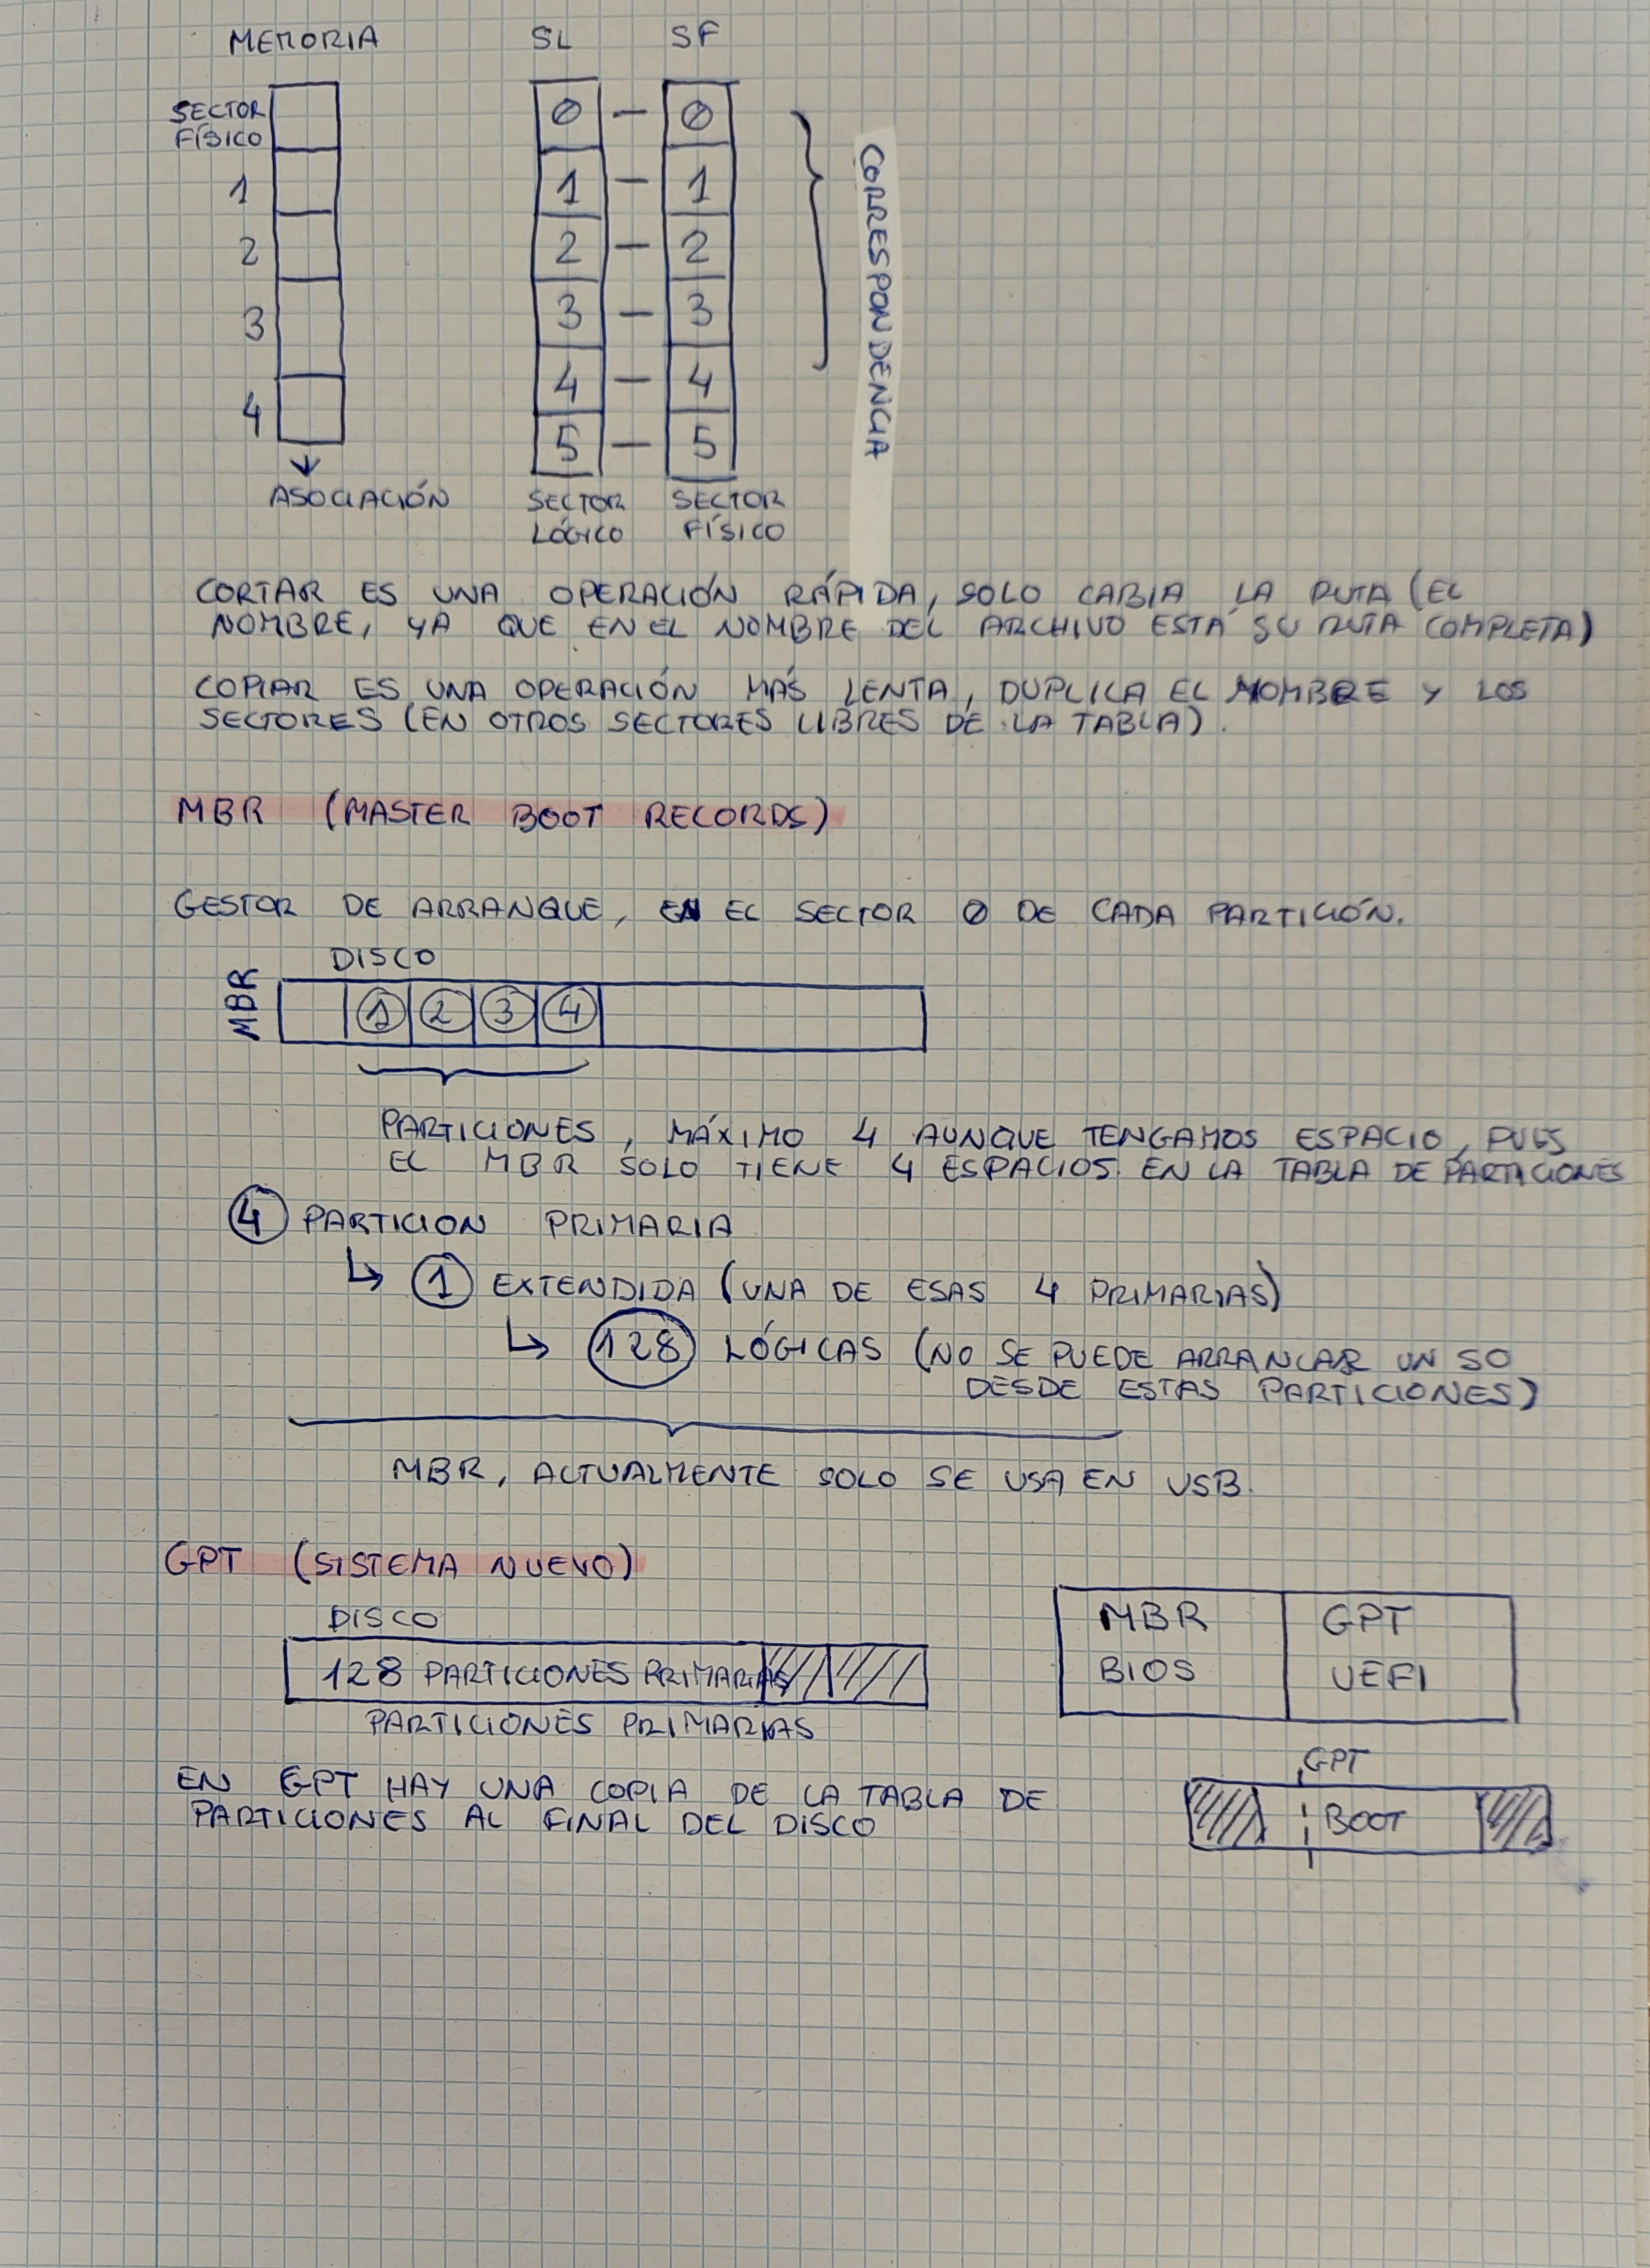 MEMORIA
SL SF
SECTOR
FÍSICO
1
2
3
4
ASOCIACIÓN
0 — 0
1 — 1
2 — 2
3 — 3
4 — 4
5 — 5
SECTOR
LÓGICO
SECTOR
FÍSICO
CORRESPONDENCIA
CORTAR ES UNA OPERACIÓN RÁPIDA, SOLO CABIA LA RUTA (EL
NOMBRE, YA QUE EN EL NOMBRE DEL ARCHIVO ESTÁ SU RUTA COMPLETA)
COPIAR ES UNA OPERACIÓN MÁS LENTA, DUPLICA EL NOMBRE Y LOS
SECTORES (EN OTROS SECTORES LIBRES DE LA TABLA).
MBR (MASTER BOOT RECORDS)
GESTOR DE ARRANQUE, EN EL SECTOR 0 DE CADA PARTICIÓN.
DISCO
MBR
1 2 3 4
PARTICIONES, MÁXIMO 4 AUNQUE TENGAMOS ESPACIO, PUES
EL MBR SOLO TIENE 4 ESPACIOS EN LA TABLA DE PARTICIONES
4 PARTICION PRIMARIA
↳ 1 EXTENDIDA (UNA DE ESAS 4 PRIMARIAS)
↳ 128 LÓGICAS (NO SE PUEDE ARRANCAR UN SO
DESDE ESTAS PARTICIONES)
MBR, ACTUALMENTE SOLO SE USA EN USB.
GPT (SISTEMA NUEVO)
DISCO
128 PARTICIONES PRIMARIAS
PARTICIONES PRIMARIAS
MBR GPT
BIOS UEFI
EN GPT HAY UNA COPIA DE LA TABLA DE
PARTICIONES AL FINAL DEL DISCO
GPT
BOOT